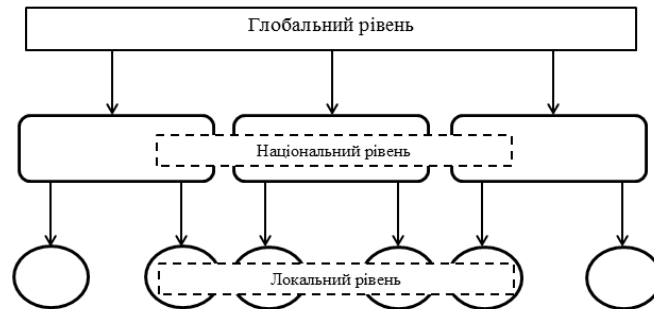 Глобальний рівень
Національний рівень
Локальний рівень